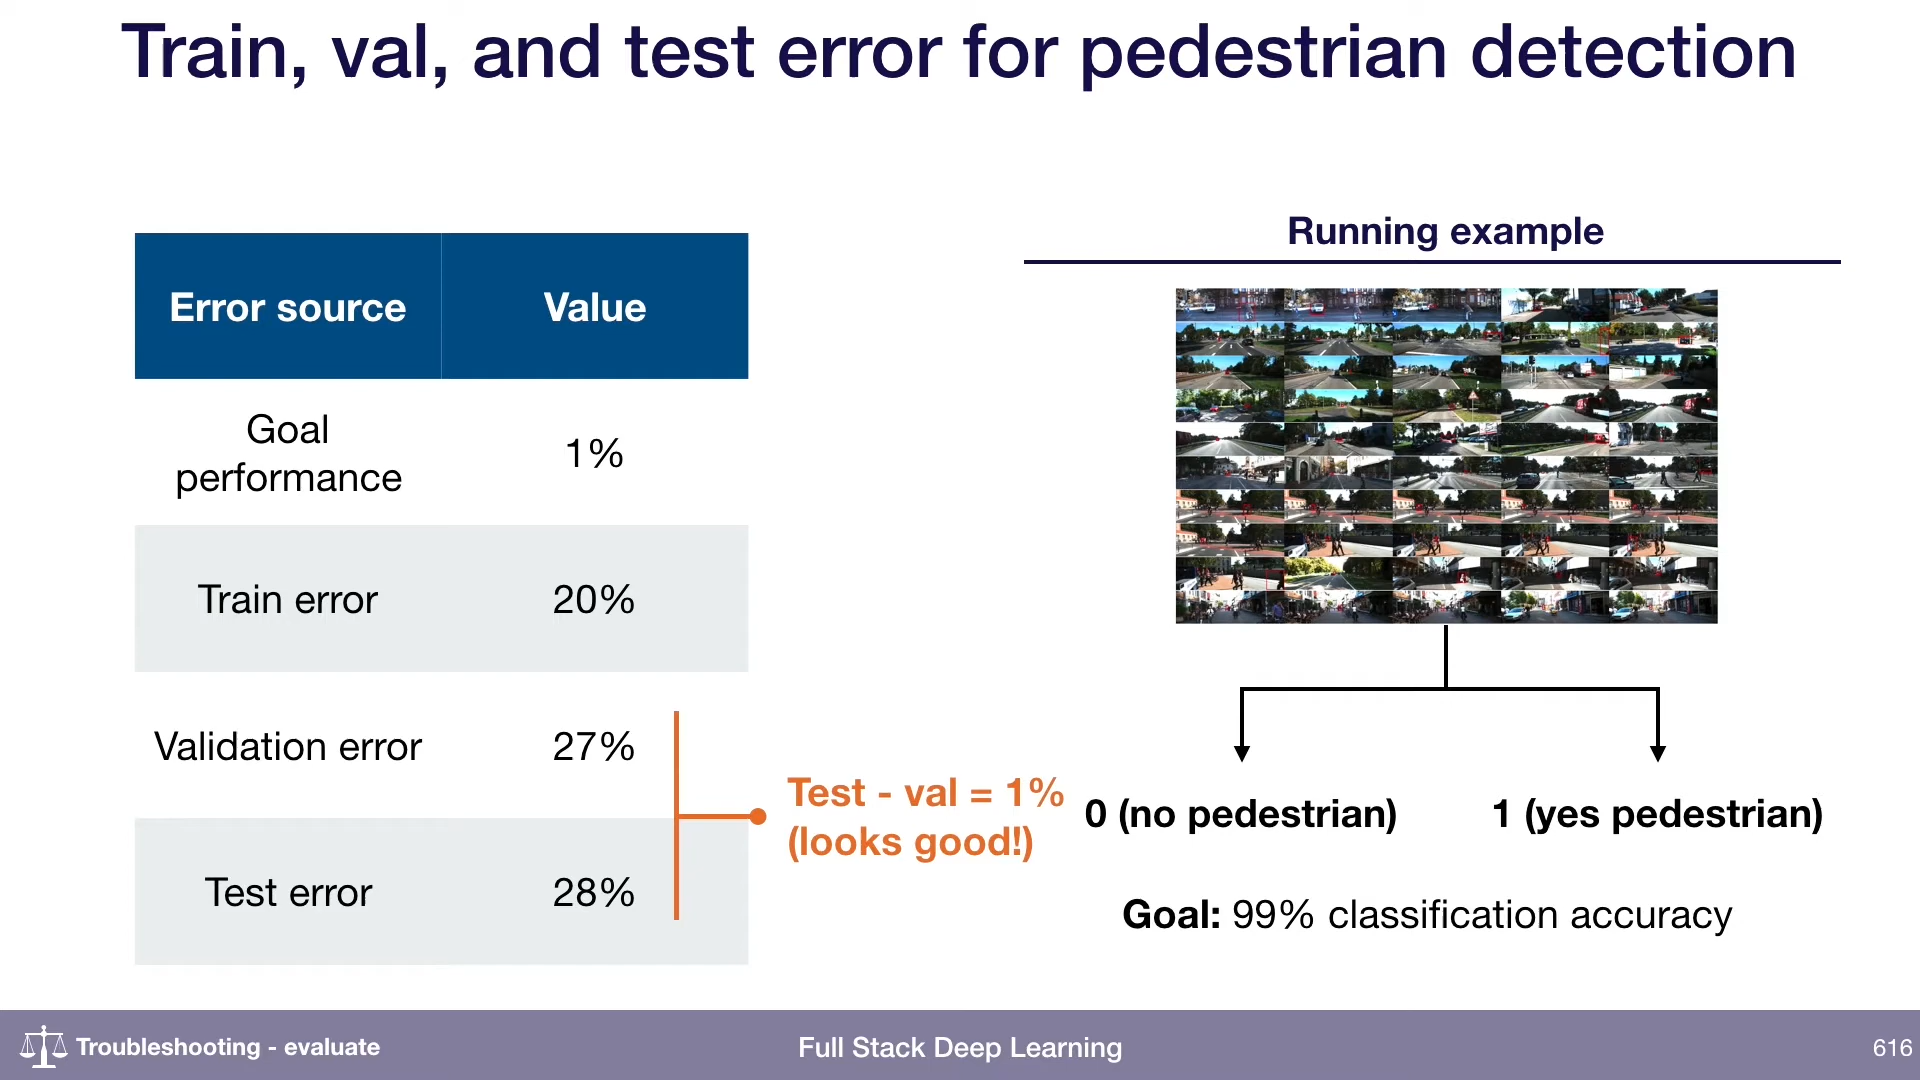 Train, val, and test error for pedestrian detection
Error source Value
Goal
performance
1%
Train error 20%
Validation error 27%
Test error 28%
Test - val = 1%
(looks good!)
Running example
0 (no pedestrian) 1 (yes pedestrian)
Goal: 99% classification accuracy
Troubleshooting - evaluate
Full Stack Deep Learning
616